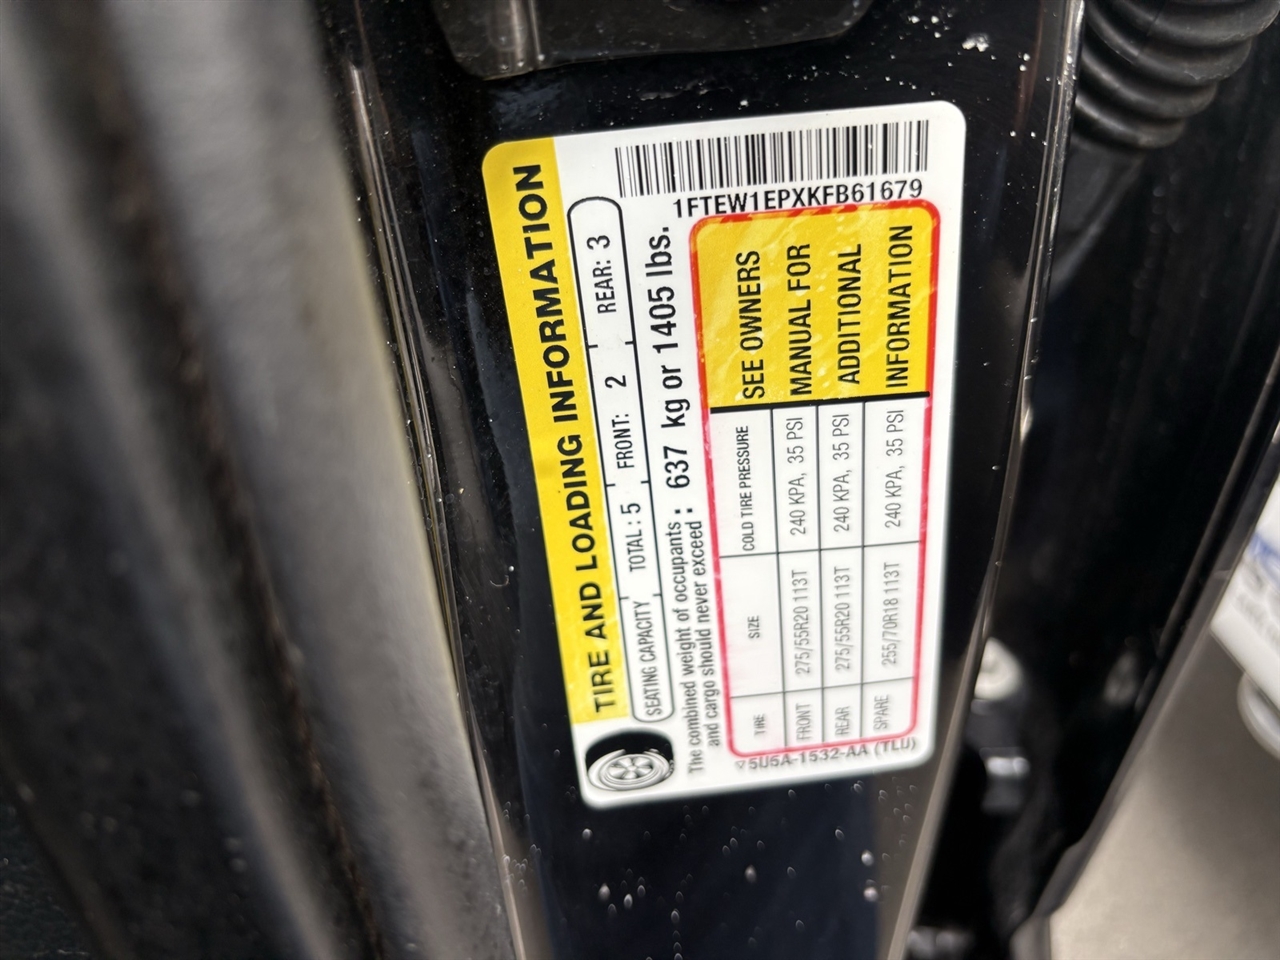 1FTEW1EPXKFB61679
TIRE AND LOADING INFORMATION
SEATING CAPACITY TOTAL: 5 FRONT: 2 REAR: 3
The combined weight of occupants and cargo should never exceed: 637 kg or 1405 lbs.
TIRE SIZE COLD TIRE PRESSURE
FRONT 275/55R20 113T 240 KPA, 35 PSI
REAR 275/55R20 113T 240 KPA, 35 PSI
SPARE 255/70R18 113T 240 KPA, 35 PSI
SEE OWNERS
MANUAL FOR
ADDITIONAL
INFORMATION
5U5A-1532-AA (TLU)